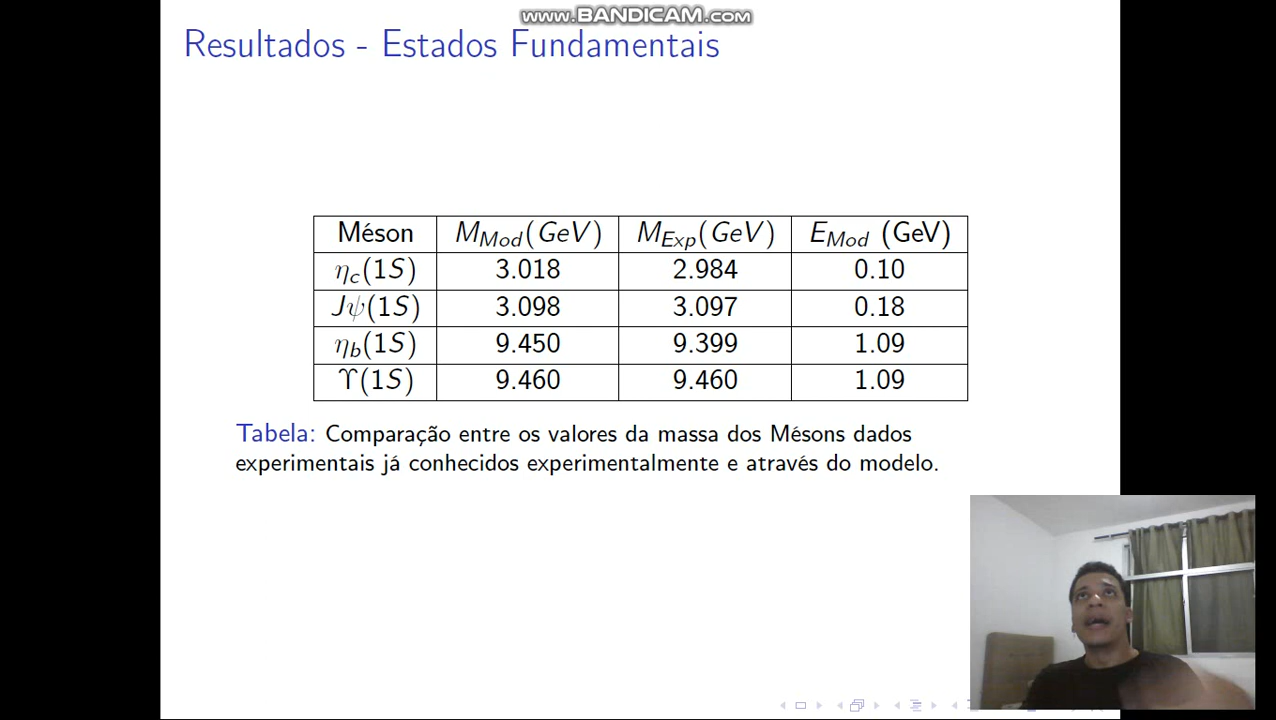 www.BANDICAM.com
Resultados - Estados Fundamentais
Méson M_Mod(GeV) M_Exp(GeV) E_Mod (GeV)
η_c(1S) 3.018 2.984 0.10
Jψ(1S) 3.098 3.097 0.18
η_b(1S) 9.450 9.399 1.09
ϒ(1S) 9.460 9.460 1.09
Tabela: Comparação entre os valores da massa dos Mésons dados
experimentais já conhecidos experimentalmente e através do modelo.